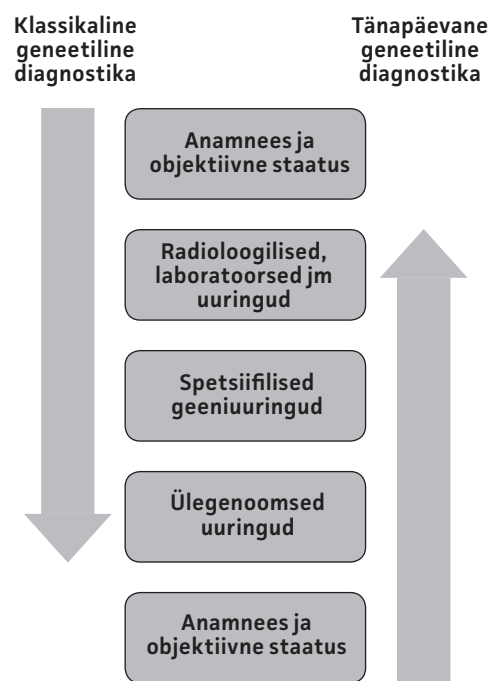 Klassikaline
geneetiline
diagnostika
Tänapäevane
geneetiline
diagnostika
Anamnees ja
objektiivne staatus
Radioloogilised,
laboratoorsed jm
uuringud
Spetsiifilised
geeniuuringud
Ülegenoomsed
uuringud
Anamnees ja
objektiivne staatus